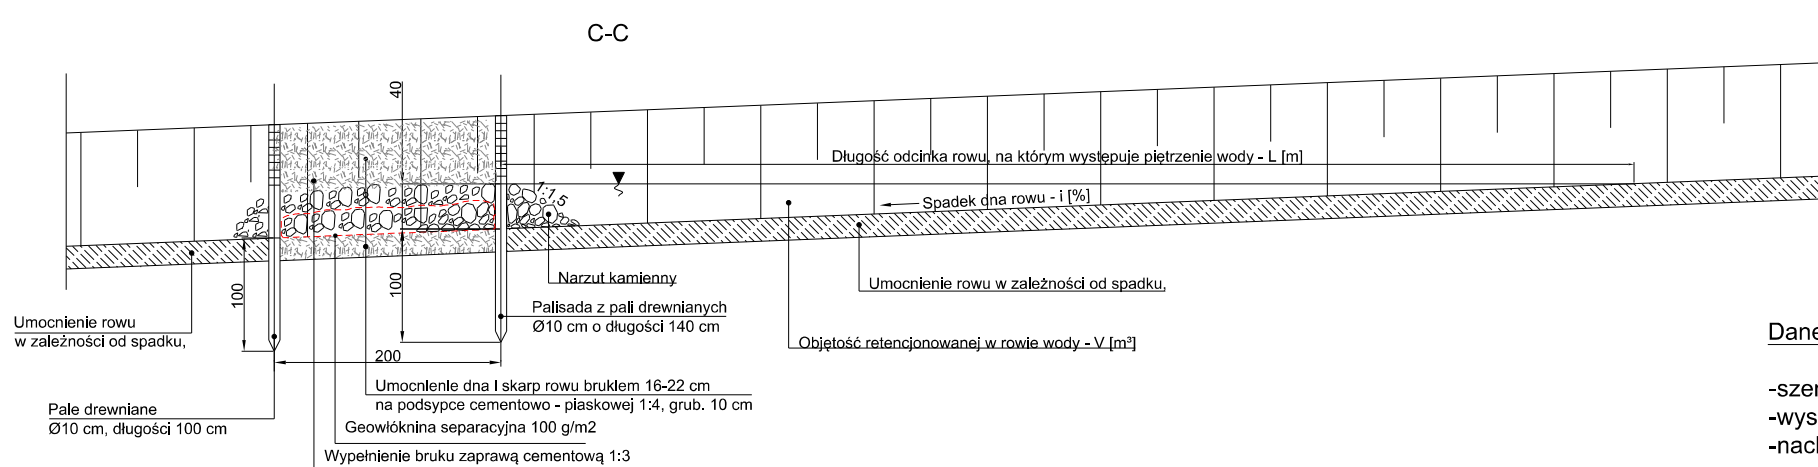 C-C
40
Długość odcinka rowu, na którym występuje piętrzenie wody - L [m]
1:1,5
Spadek dna rowu - i [%]
100
100
Narzut kamienny
Umocnienie rowu w zależności od spadku,
Palisada z pali drewnianych
Ø10 cm o długości 140 cm
Umocnienie rowu
w zależności od spadku,
Objętość retencjonowanej w rowie wody - V [m³]
200
Umocnienie dna i skarp rowu brukiem 16-22 cm
na podsypce cementowo - piaskowej 1:4, grub. 10 cm
Pale drewniane
Ø10 cm, długości 100 cm
Geowłóknina separacyjna 100 g/m2
Wypełnienie bruku zaprawą cementową 1:3
Dane
-szer
-wys
-nach